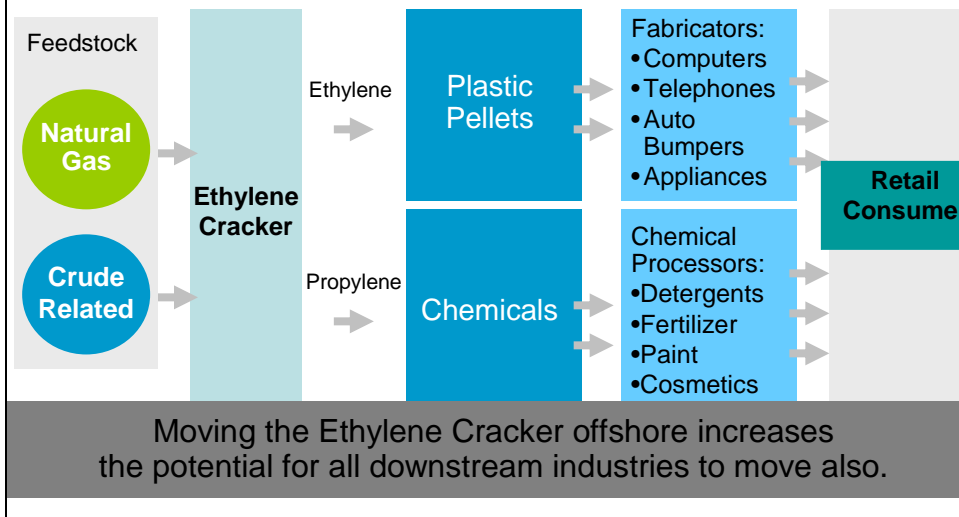 Feedstock
Natural
Gas
Crude
Related
Ethylene
Cracker
Ethylene
Propylene
Plastic
Pellets
Chemicals
Fabricators:
•Computers
•Telephones
•Auto
Bumpers
•Appliances
Chemical
Processors:
•Detergents
•Fertilizer
•Paint
•Cosmetics
Retail
Consume
Moving the Ethylene Cracker offshore increases
the potential for all downstream industries to move also.